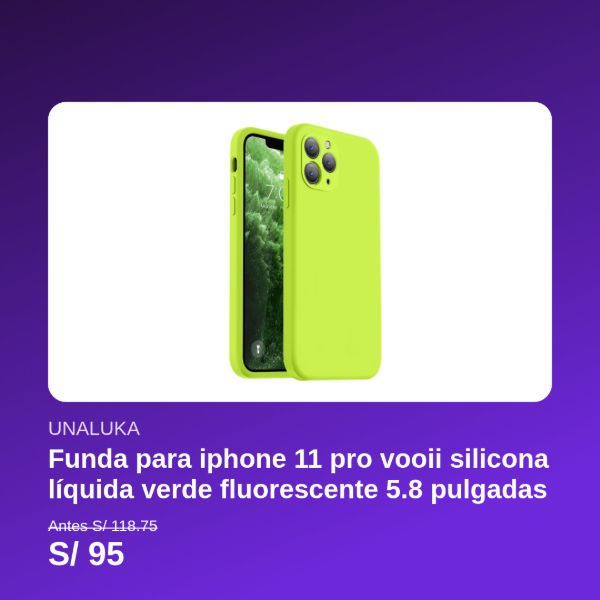 UNALUKA
Funda para iphone 11 pro vooii silicona
líquida verde fluorescente 5.8 pulgadas
Antes S/ 118.75
S/ 95